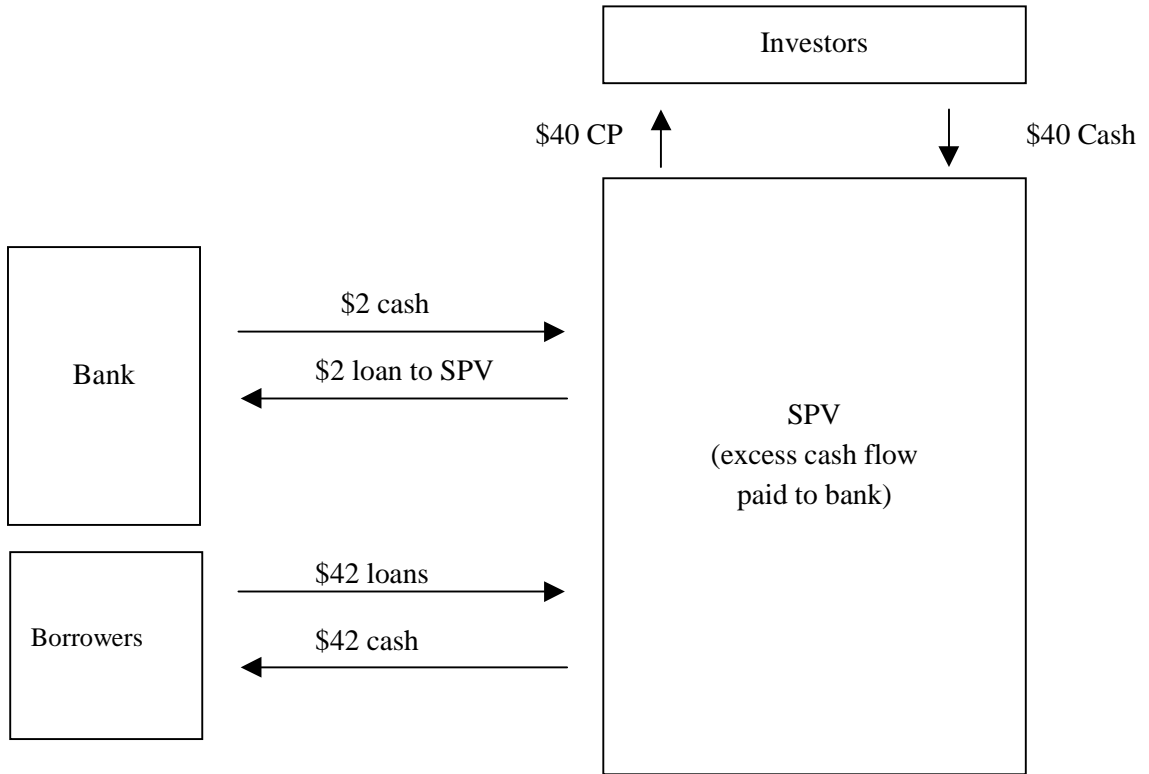 Investors
$40 CP
$40 Cash
$2 cash
$2 loan to SPV
Bank
SPV
(excess cash flow
paid to bank)
$42 loans
Borrowers
$42 cash